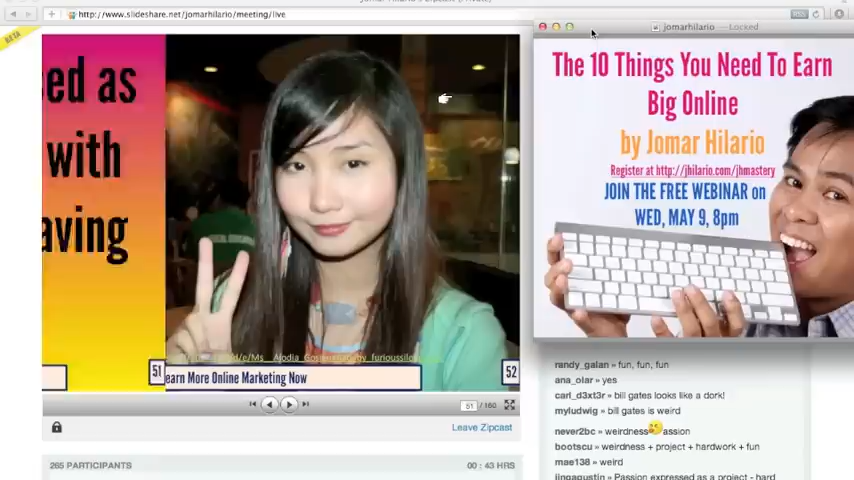 http://www.slideshare.net/jomarhilario/meeting/live
BETA
sed as
with
aving
51
earn More Online Marketing Now
52
51 / 160
Leave Zipcast
265 PARTICIPANTS
00 : 43 HRS
jomarhilario — Locked
The 10 Things You Need To Earn
Big Online
by Jomar Hilario
Register at http://jhilario.com/jhmastery
JOIN THE FREE WEBINAR on
WED, MAY 9, 8pm
randy_galan » fun, fun, fun
ana_olar » yes
carl_d3xt3r » bill gates looks like a dork!
myludwig » bill gates is weird
never2bc » weirdness assion
bootscu » weirdness + project + hardwork + fun
mae138 » weird
jingagustin » Passion expressed as a project - hard